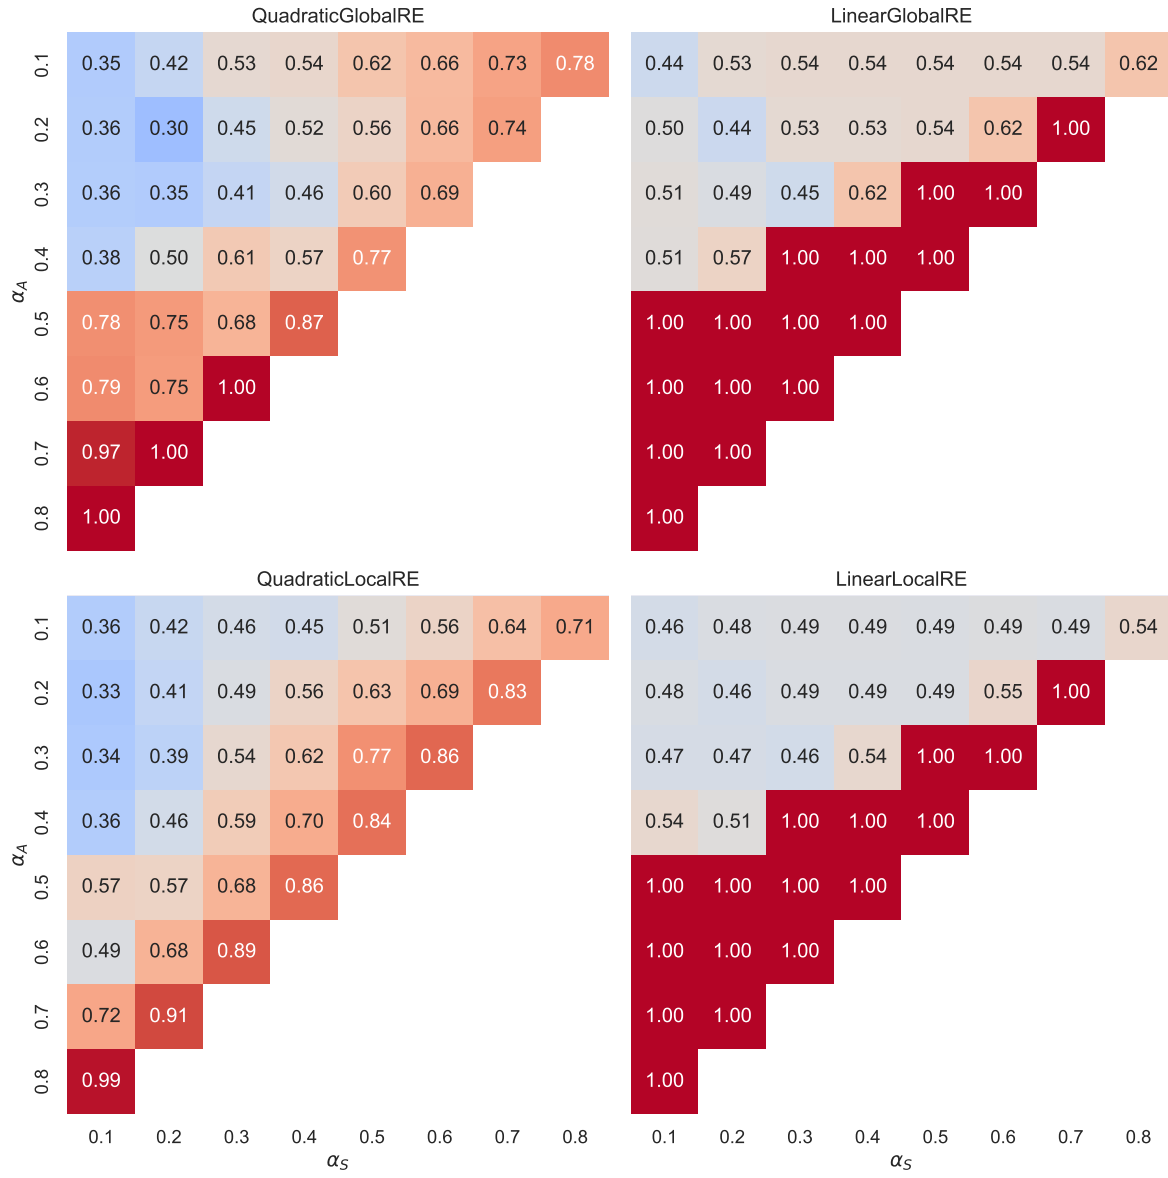 QuadraticGlobalRE
0.1 0.35 0.42 0.53 0.54 0.62 0.66 0.73 0.78
0.2 0.36 0.30 0.45 0.52 0.56 0.66 0.74
0.3 0.36 0.35 0.41 0.46 0.60 0.69
0.4 0.38 0.50 0.61 0.57 0.77
α_A
0.5 0.78 0.75 0.68 0.87
0.6 0.79 0.75 1.00
0.7 0.97 1.00
0.8 1.00
LinearGlobalRE
0.44 0.53 0.54 0.54 0.54 0.54 0.54 0.62
0.50 0.44 0.53 0.53 0.54 0.62 1.00
0.51 0.49 0.45 0.62 1.00 1.00
0.51 0.57 1.00 1.00 1.00
1.00 1.00 1.00 1.00
1.00 1.00 1.00
1.00 1.00
1.00
QuadraticLocalRE
0.1 0.36 0.42 0.46 0.45 0.51 0.56 0.64 0.71
0.2 0.33 0.41 0.49 0.56 0.63 0.69 0.83
0.3 0.34 0.39 0.54 0.62 0.77 0.86
0.4 0.36 0.46 0.59 0.70 0.84
α_A
0.5 0.57 0.57 0.68 0.86
0.6 0.49 0.68 0.89
0.7 0.72 0.91
0.8 0.99
0.1 0.2 0.3 0.4 0.5 0.6 0.7 0.8
α_S
LinearLocalRE
0.46 0.48 0.49 0.49 0.49 0.49 0.49 0.54
0.48 0.46 0.49 0.49 0.49 0.55 1.00
0.47 0.47 0.46 0.54 1.00 1.00
0.54 0.51 1.00 1.00 1.00
1.00 1.00 1.00 1.00
1.00 1.00 1.00
1.00 1.00
1.00
0.1 0.2 0.3 0.4 0.5 0.6 0.7 0.8
α_S